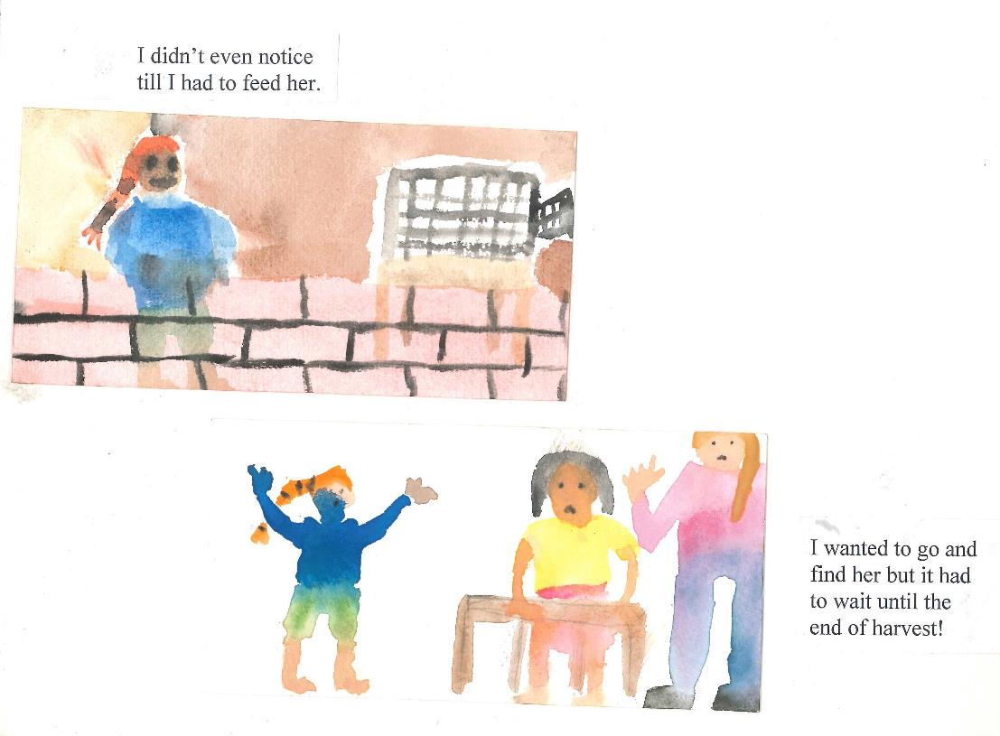 I didn't even notice
till I had to feed her.
I wanted to go and
find her but it had
to wait until the
end of harvest!